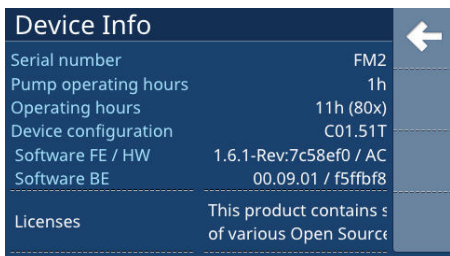 Device Info
Serial number FM2
Pump operating hours 1h
Operating hours 11h (80x)
Device configuration C01.51T
Software FE / HW 1.6.1-Rev:7c58ef0 / AC
Software BE 00.09.01 / f5ffbf8
Licenses
This product contains s
of various Open Source